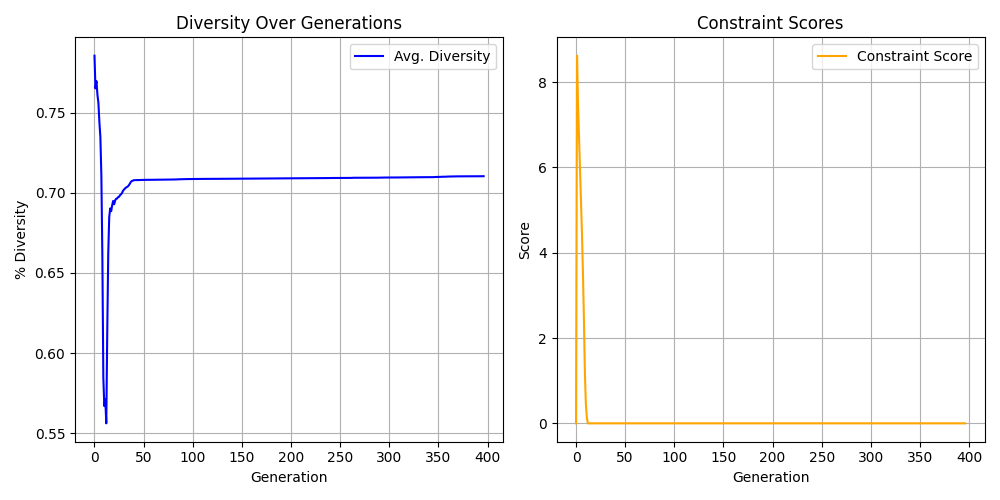 Diversity Over Generations
Avg. Diversity
% Diversity
0.75
0.70
0.65
0.60
0.55
0 50 100 150 200 250 300 350 400
Generation
Constraint Scores
Constraint Score
Score
8
6
4
2
0
0 50 100 150 200 250 300 350 400
Generation